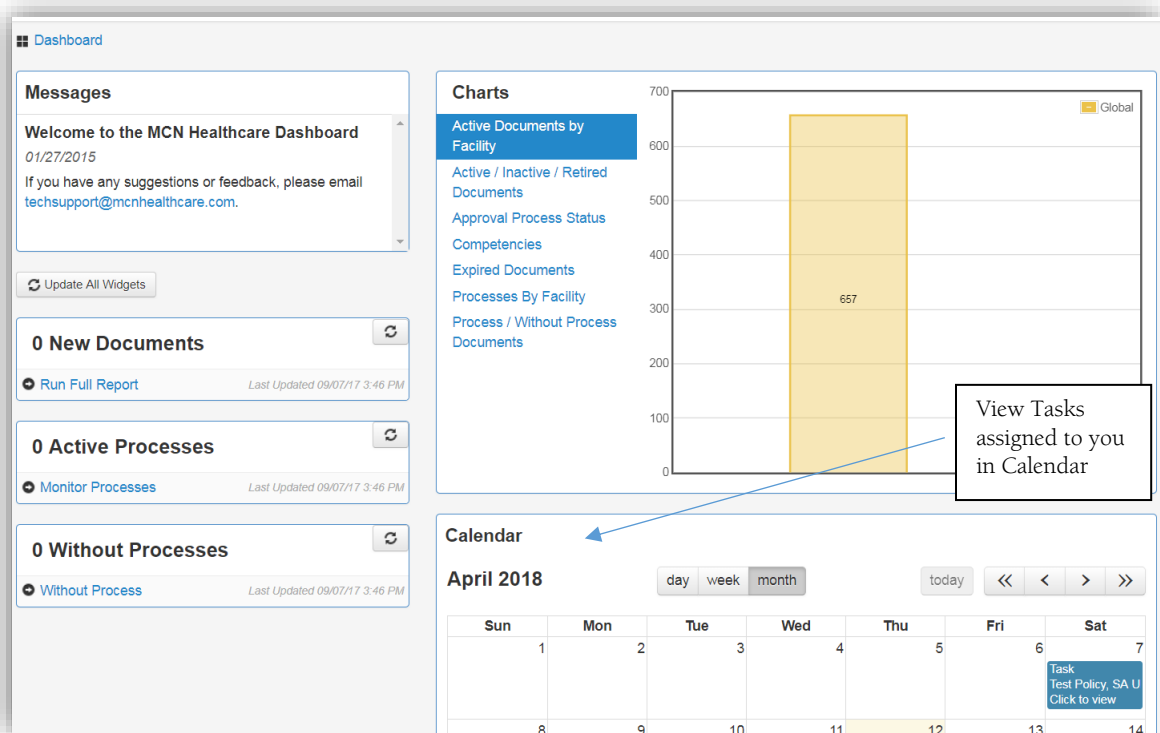 Dashboard
Messages
Welcome to the MCN Healthcare Dashboard
01/27/2015
If you have any suggestions or feedback, please email
techsupport@mcnhealthcare.com.
Update All Widgets
0 New Documents
Run Full Report Last Updated 09/07/17 3:46 PM
0 Active Processes
Monitor Processes Last Updated 09/07/17 3:46 PM
0 Without Processes
Without Process Last Updated 09/07/17 3:46 PM
Charts
Active Documents by
Facility
Active / Inactive / Retired
Documents
Approval Process Status
Competencies
Expired Documents
Processes By Facility
Process / Without Process
Documents
700
600
500
400
300
200
100
0
Global
657
View Tasks
assigned to you
in Calendar
Calendar
April 2018 day week month today
Sun Mon Tue Wed Thu Fri Sat
1 2 3 4 5 6 7
Task
Test Policy, SA U
Click to view
8 9 10 11 12 13 14